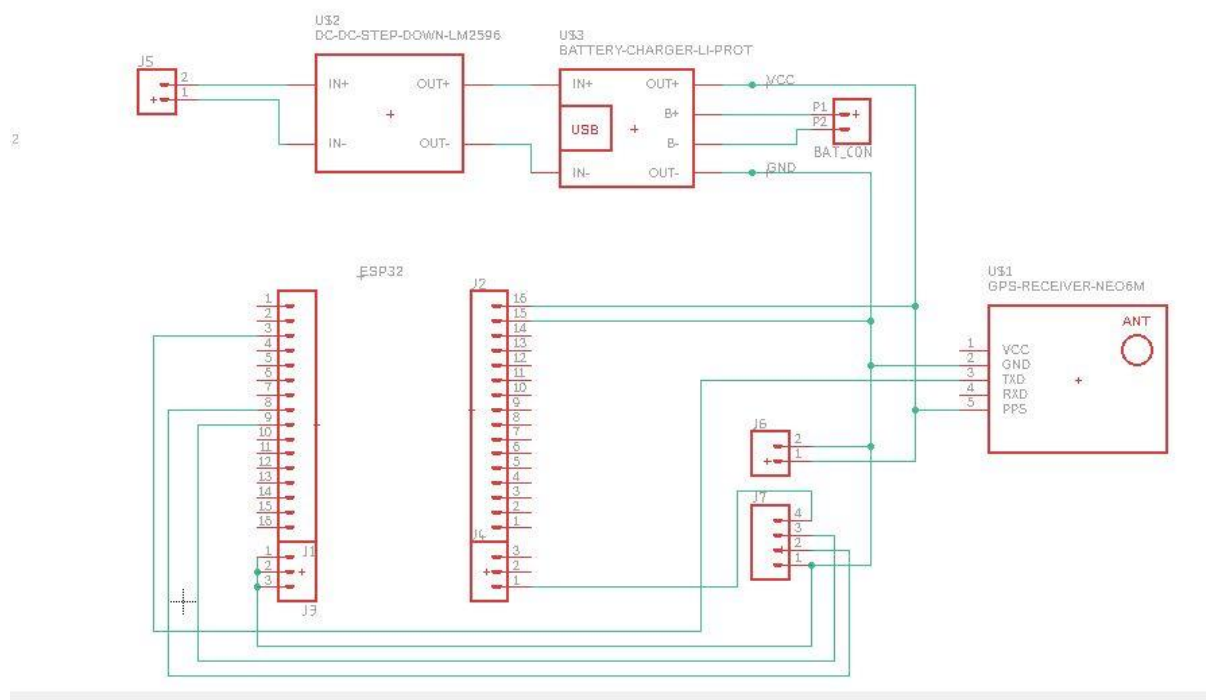 U$2
DC-DC-STEP-DOWN-LM2596
U$3
BATTERY-CHARGER-LI-PROT
J5
2
1
IN+
OUT+
IN-
OUT-
IN+
OUT+
VCC
B+
USB
B-
IN-
OUT-
GND
P1
P2
BAT_CON
2
ESP32
J2
1
2
3
4
5
6
7
8
9
10
11
12
13
14
15
16
1
2
3
J1
J3
16
15
14
13
12
11
10
9
8
7
6
5
4
3
2
1
J4
3
2
1
U$1
GPS-RECEIVER-NEO6M
ANT
1 VCC
2 GND
3 TXD
4 RXD
5 PPS
J6
2
1
J7
4
3
2
1